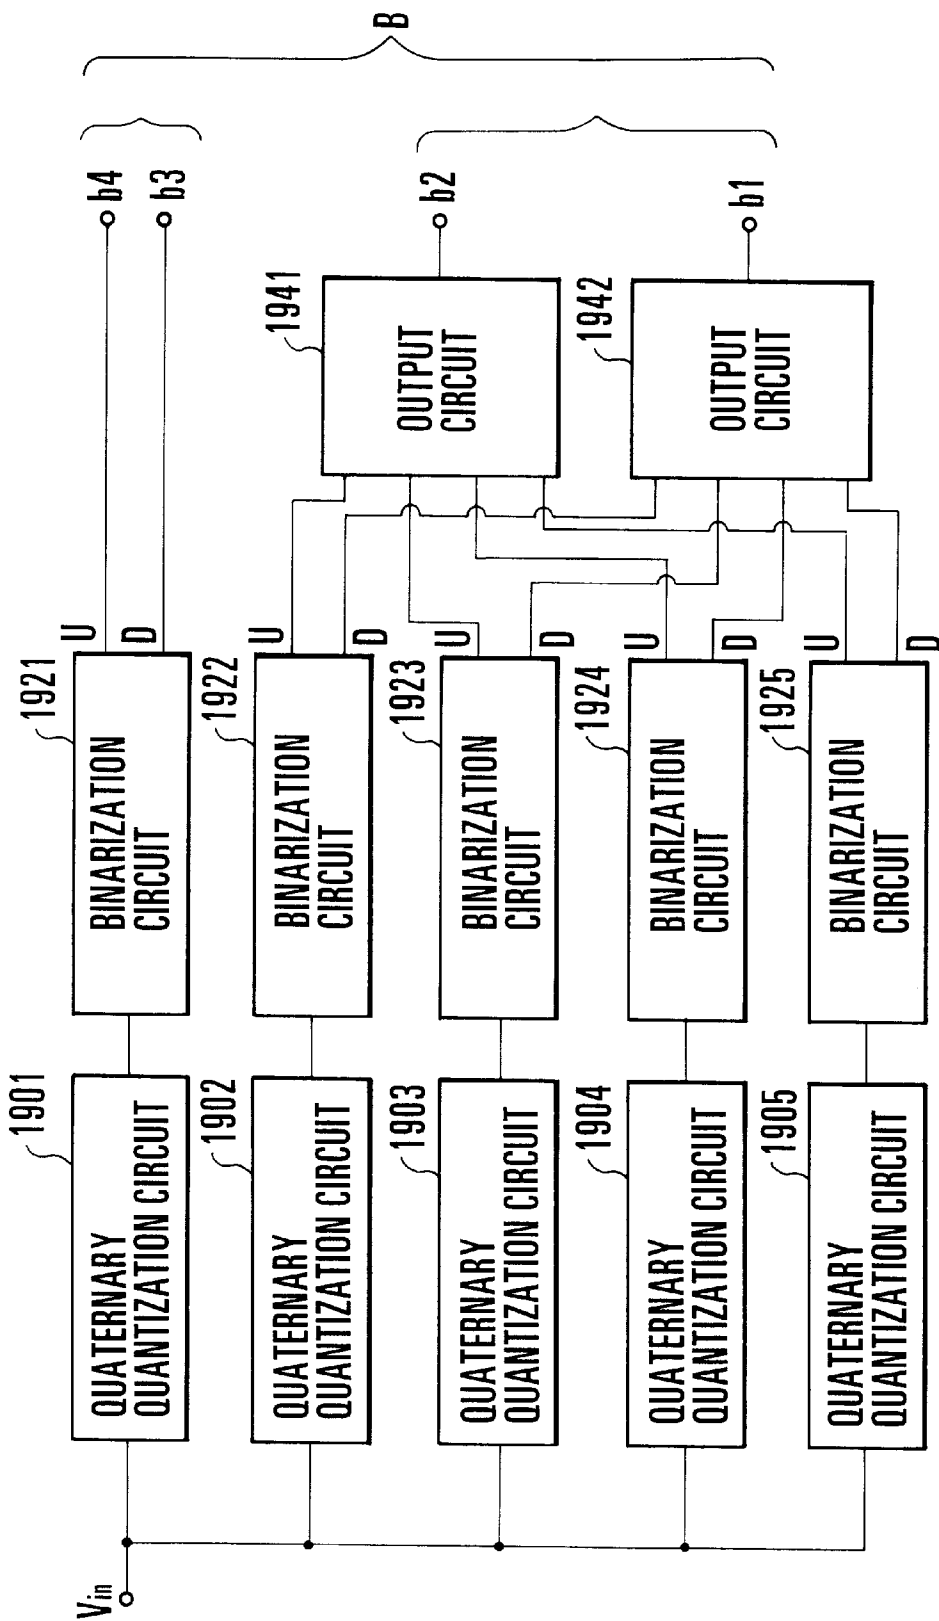 Vin
1901
QUATERNARY
QUANTIZATION CIRCUIT
1921
BINARIZATION
CIRCUIT
U
D
b4
b3
1902
QUATERNARY
QUANTIZATION CIRCUIT
1922
BINARIZATION
CIRCUIT
U
D
1903
QUATERNARY
QUANTIZATION CIRCUIT
1923
BINARIZATION
CIRCUIT
U
D
1904
QUATERNARY
QUANTIZATION CIRCUIT
1924
BINARIZATION
CIRCUIT
U
D
1905
QUATERNARY
QUANTIZATION CIRCUIT
1925
BINARIZATION
CIRCUIT
U
D
1941
OUTPUT
CIRCUIT
b2
1942
OUTPUT
CIRCUIT
b1
B